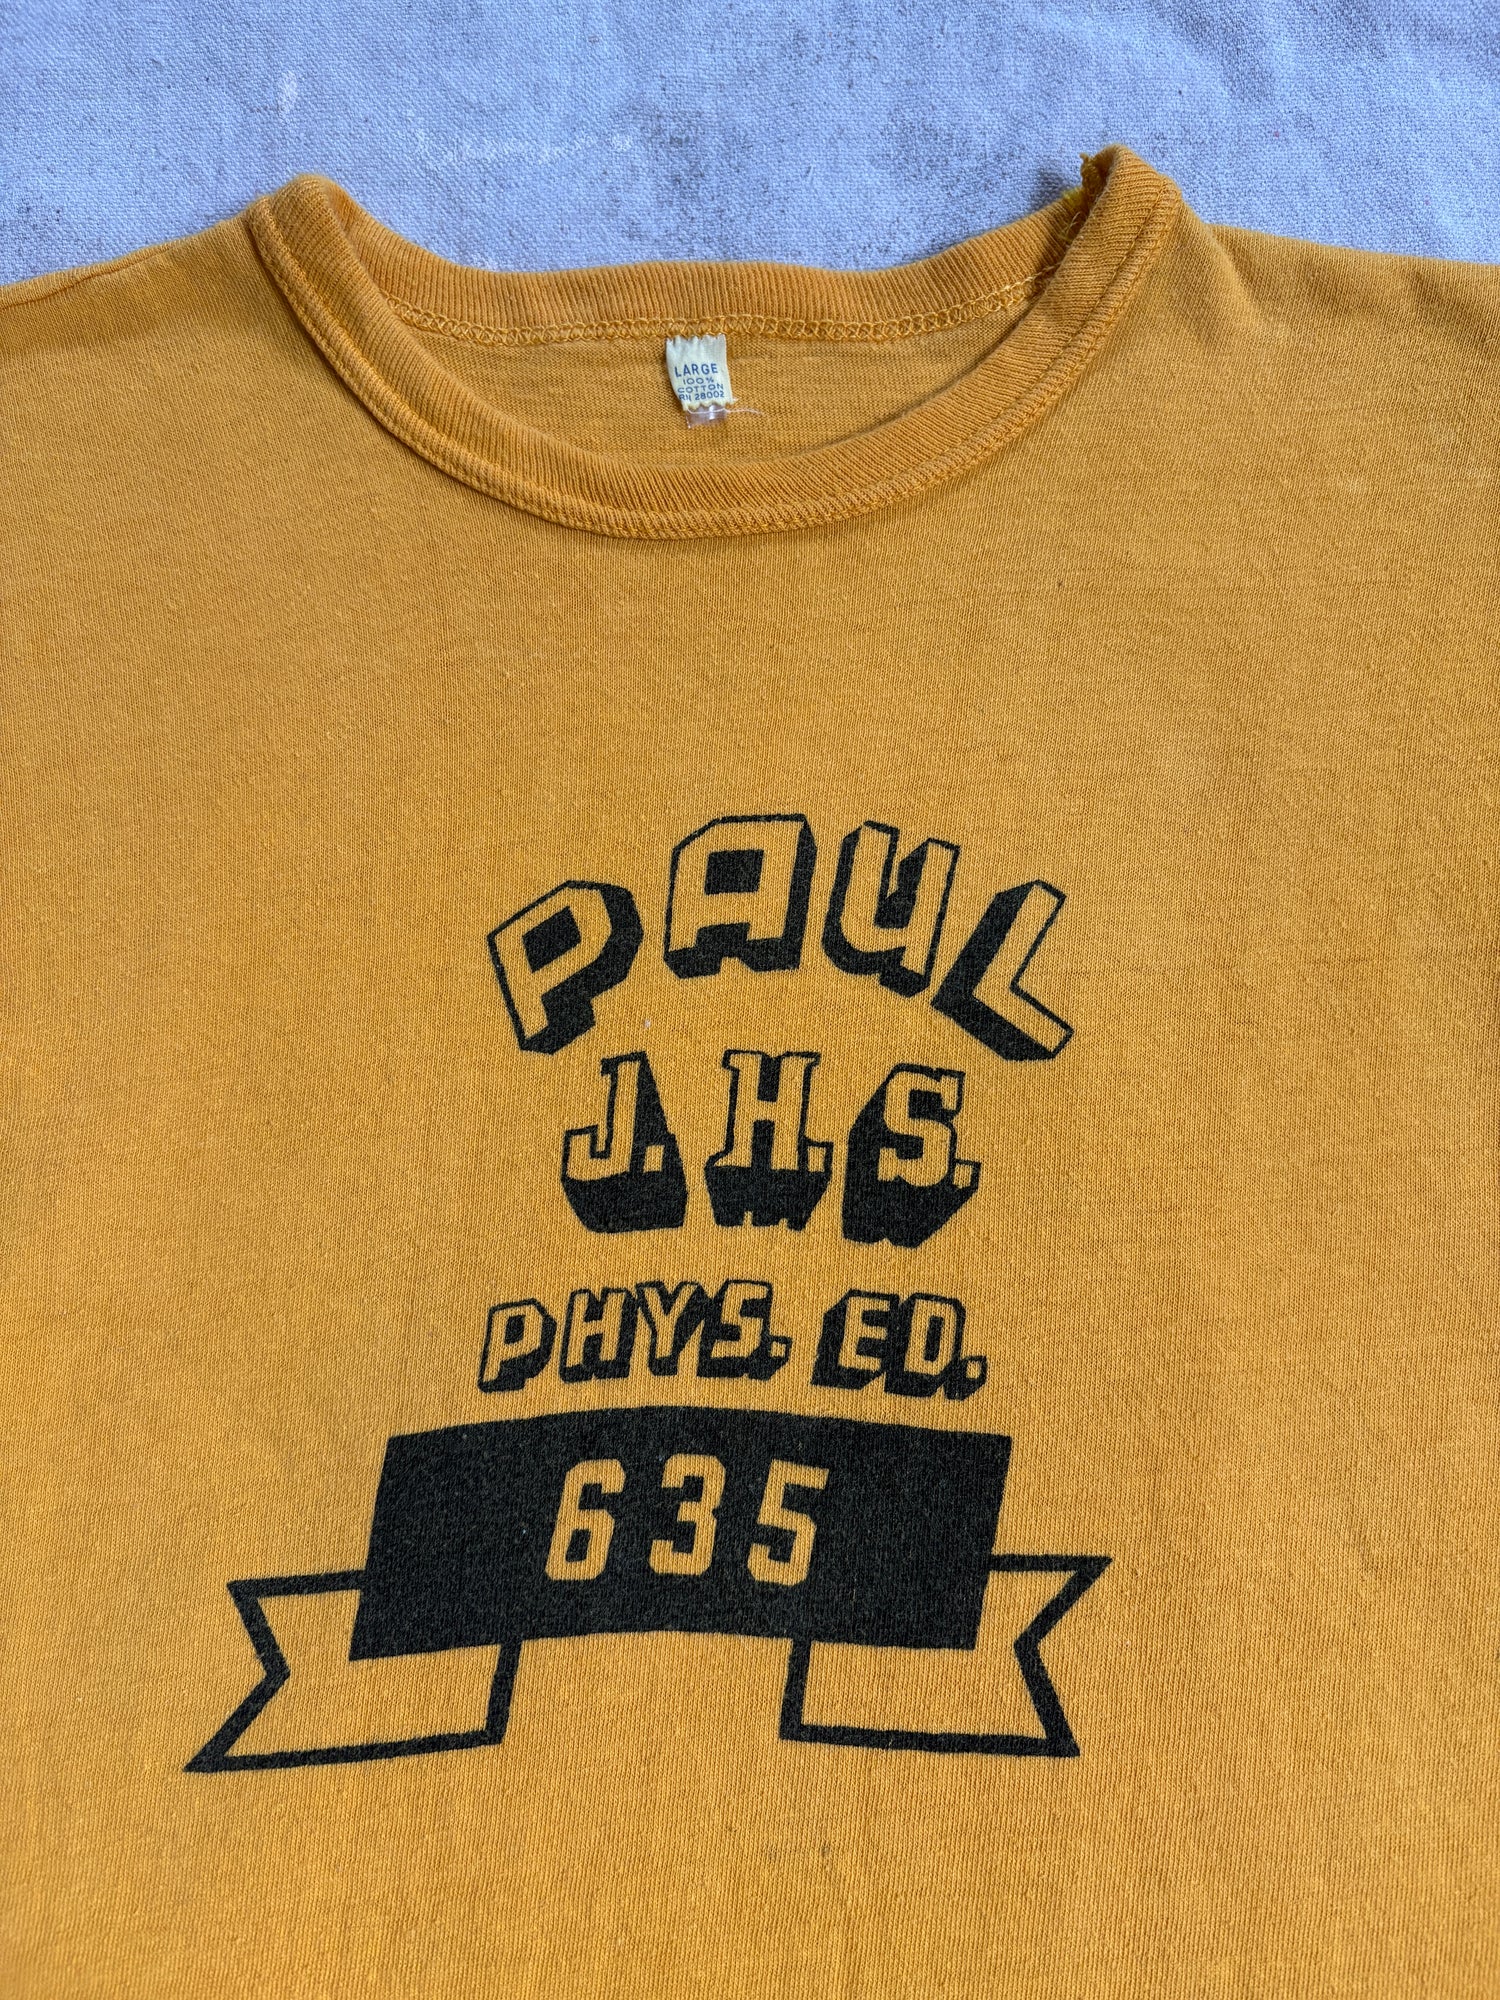 LARGE
100%
COTTON
RN 28002
PAUL
J.H.S.
PHYS. ED.
635